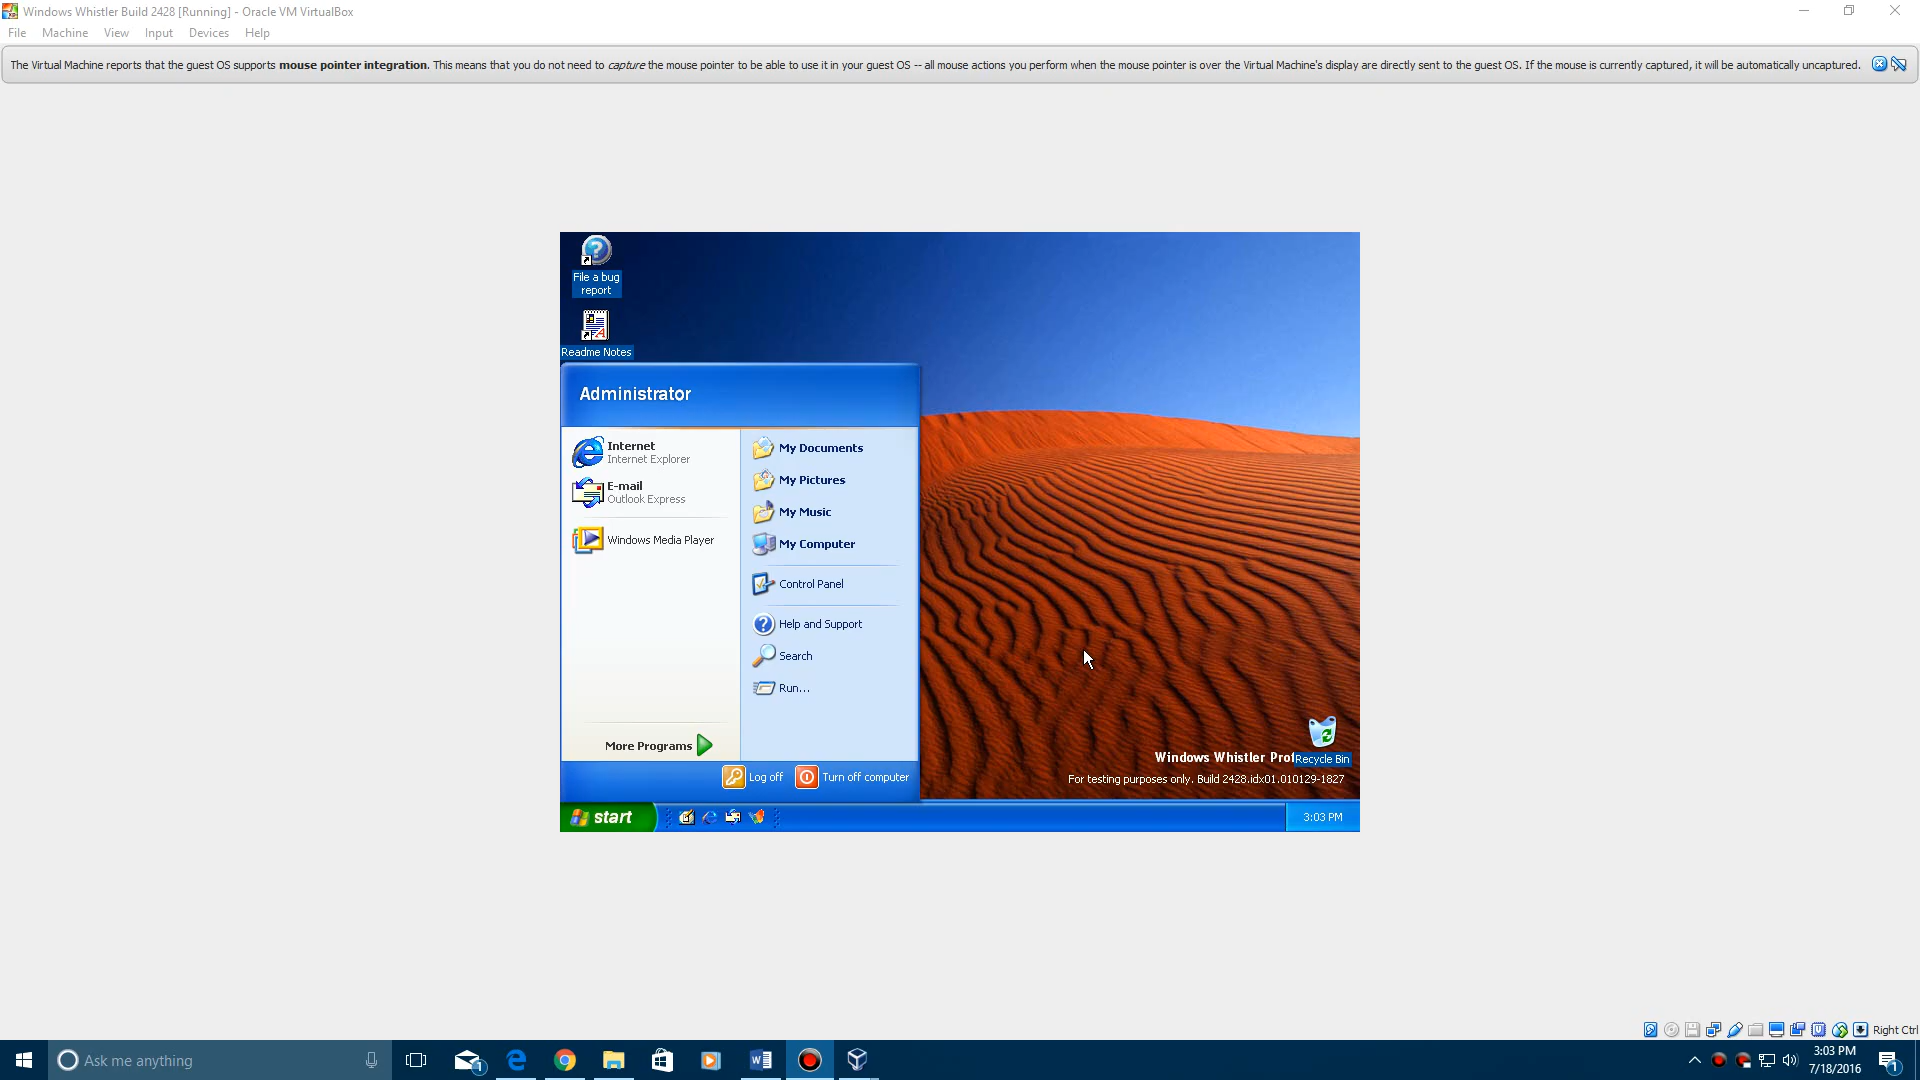 Windows Whistler Build 2428 [Running] - Oracle VM VirtualBox
File Machine View Input Devices Help
The Virtual Machine reports that the guest OS supports mouse pointer integration. This means that you do not need to capture the mouse pointer to be able to use it in your guest OS -- all mouse actions you perform when the mouse pointer is over the Virtual Machine's display are directly sent to the guest OS. If the mouse is currently captured, it will be automatically uncaptured.
File a bug
report
Readme Notes
Administrator
Internet
Internet Explorer
E-mail
Outlook Express
Windows Media Player
More Programs
My Documents
My Pictures
My Music
My Computer
Control Panel
Help and Support
Search
Run...
Log off
Turn off computer
Windows Whistler Prof
Recycle Bin
For testing purposes only. Build 2428.idx01.010129-1827
start
3:03 PM
Right Ctrl
Ask me anything
1
3:03 PM
7/18/2016
1